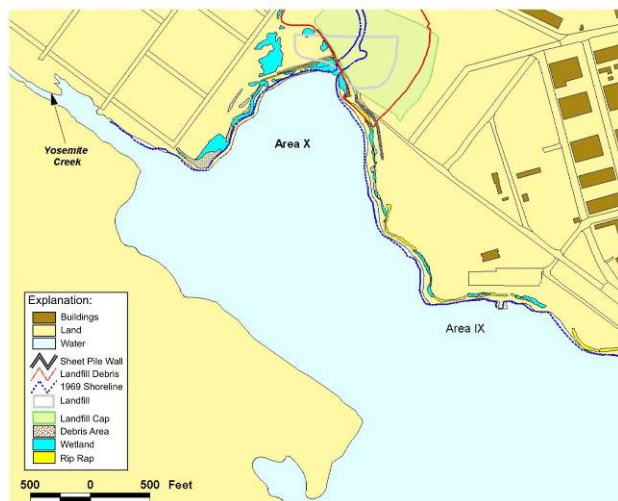 Yosemite
Creek
Area X
Area IX
Explanation:
Buildings
Land
Water
Sheet Pile Wall
Landfill Debris
1969 Shoreline
Landfill
Landfill Cap
Debris Area
Wetland
Rip Rap
500 0 500 Feet